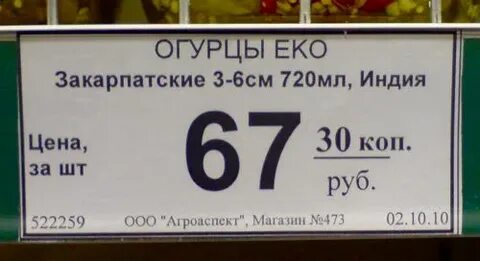 ОГУРЦЫ ЕКО
Закарпатские 3-6см 720мл, Индия
Цена,
за шт
67
30 коп.
руб.
522259 ООО "Агроаспект", Магазин №473 02.10.10